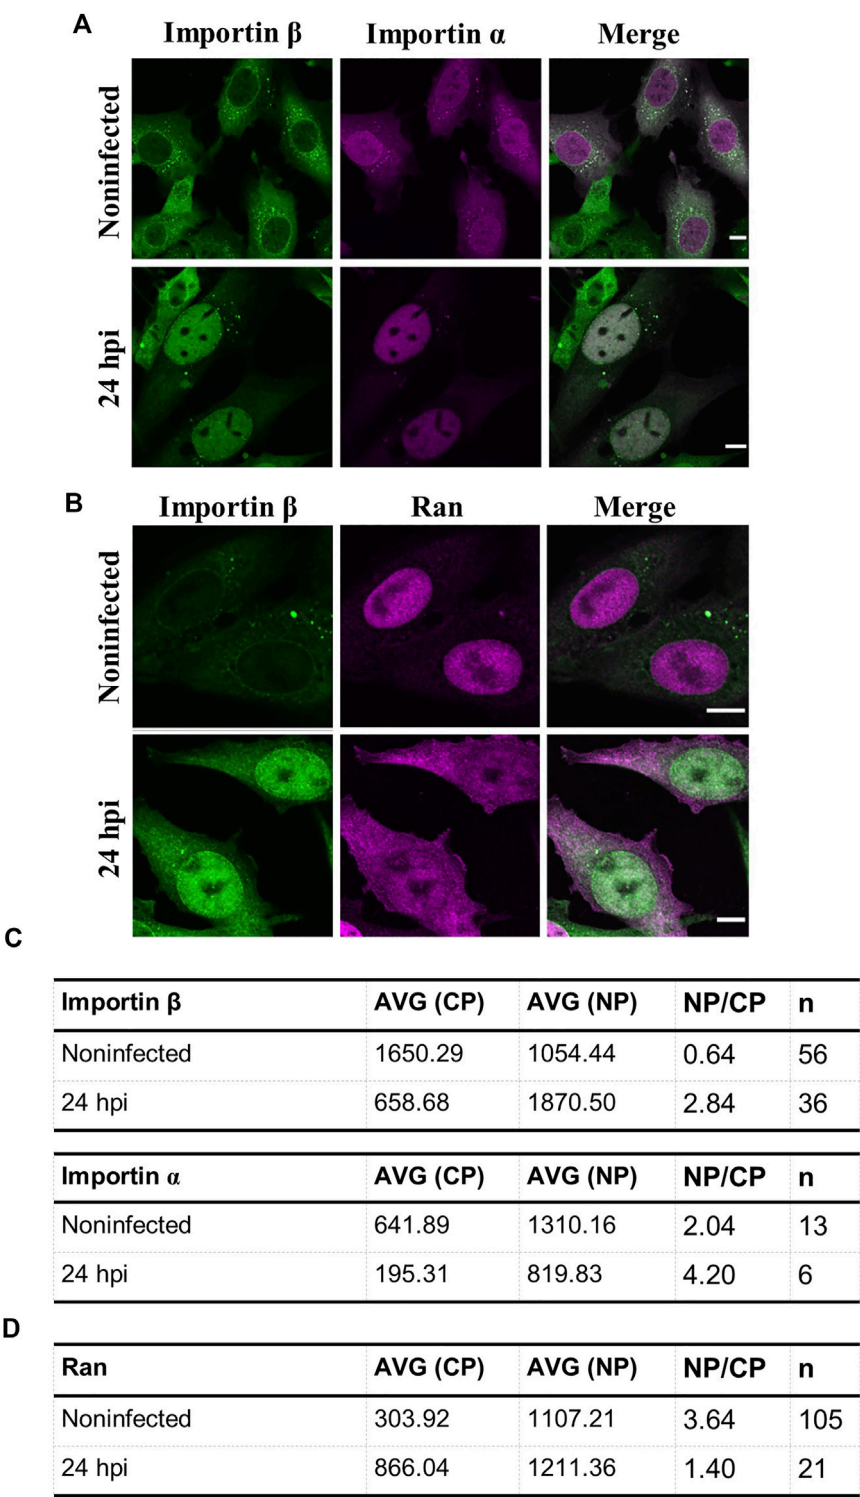 A
Importin β Importin α Merge
Noninfected
24 hpi
B
Importin β Ran Merge
Noninfected
24 hpi
C
Importin β AVG (CP) AVG (NP) NP/CP n
Noninfected 1650.29 1054.44 0.64 56
24 hpi 658.68 1870.50 2.84 36
Importin α AVG (CP) AVG (NP) NP/CP n
Noninfected 641.89 1310.16 2.04 13
24 hpi 195.31 819.83 4.20 6
D
Ran AVG (CP) AVG (NP) NP/CP n
Noninfected 303.92 1107.21 3.64 105
24 hpi 866.04 1211.36 1.40 21